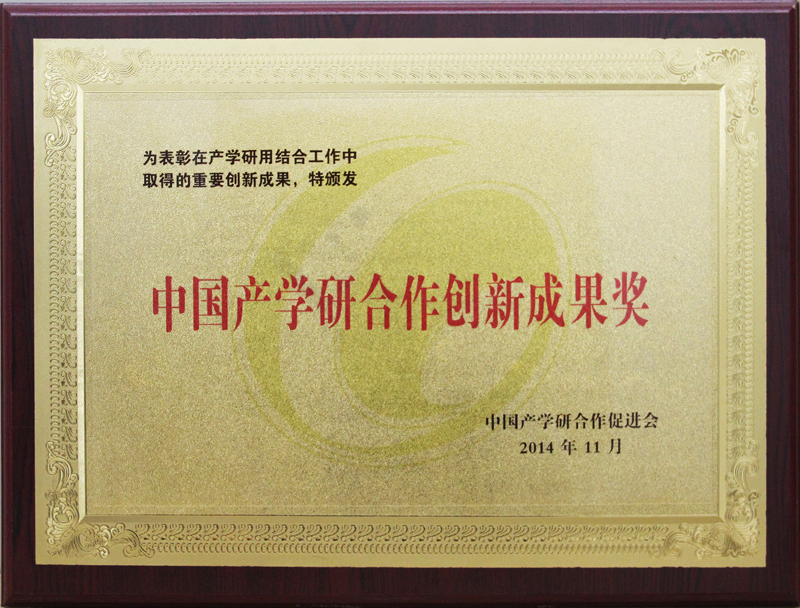 为表彰在产学研用结合工作中
取得的重要创新成果，特颁发
中国产学研合作创新成果奖
中国产学研合作促进会
2014 年 11 月